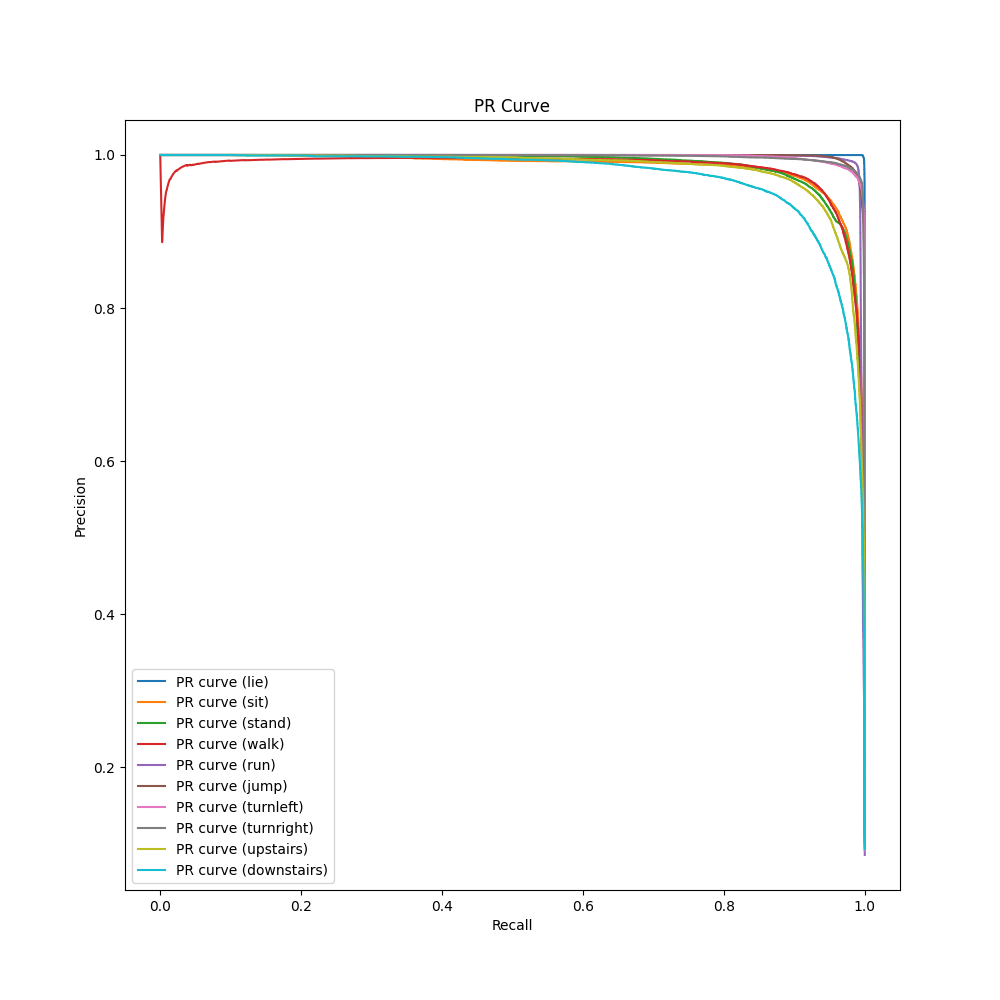 PR Curve
1.0
0.8
0.6
0.4
0.2
Precision
PR curve (lie)
PR curve (sit)
PR curve (stand)
PR curve (walk)
PR curve (run)
PR curve (jump)
PR curve (turnleft)
PR curve (turnright)
PR curve (upstairs)
PR curve (downstairs)
0.0 0.2 0.4 0.6 0.8 1.0
Recall